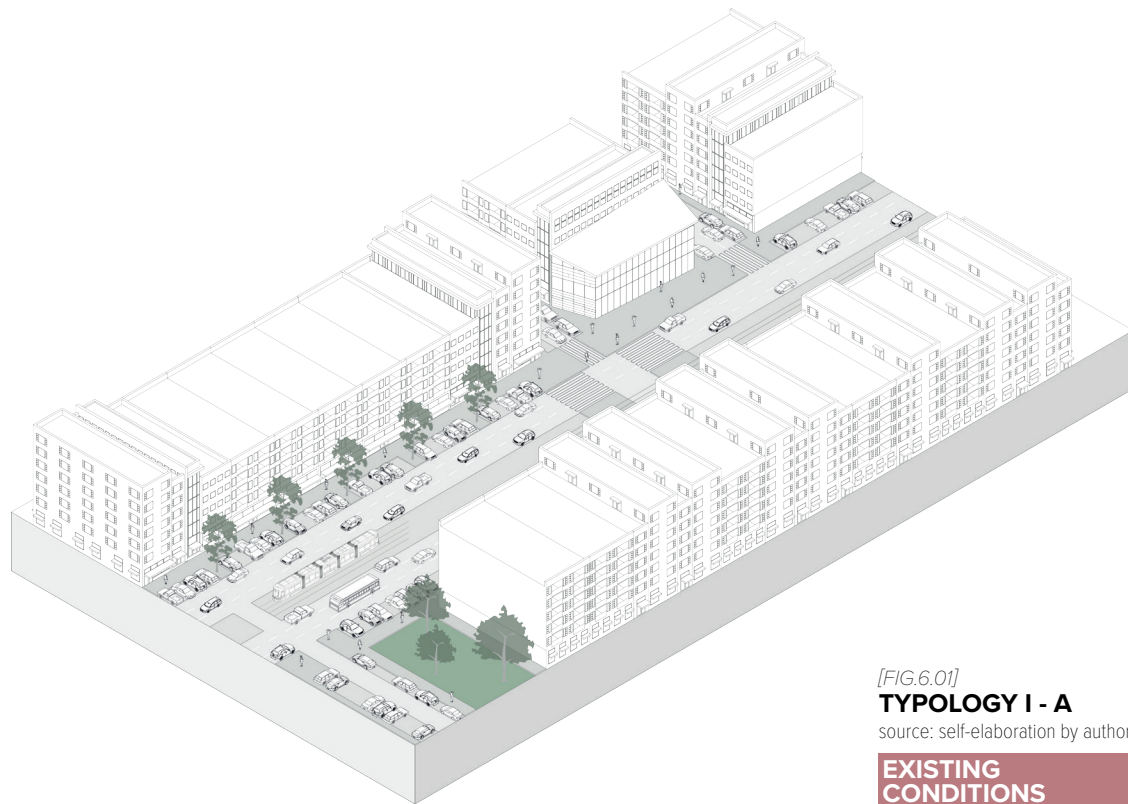 [FIG.6.01]
TYPOLOGY I - A
source: self-elaboration by author
EXISTING
CONDITIONS